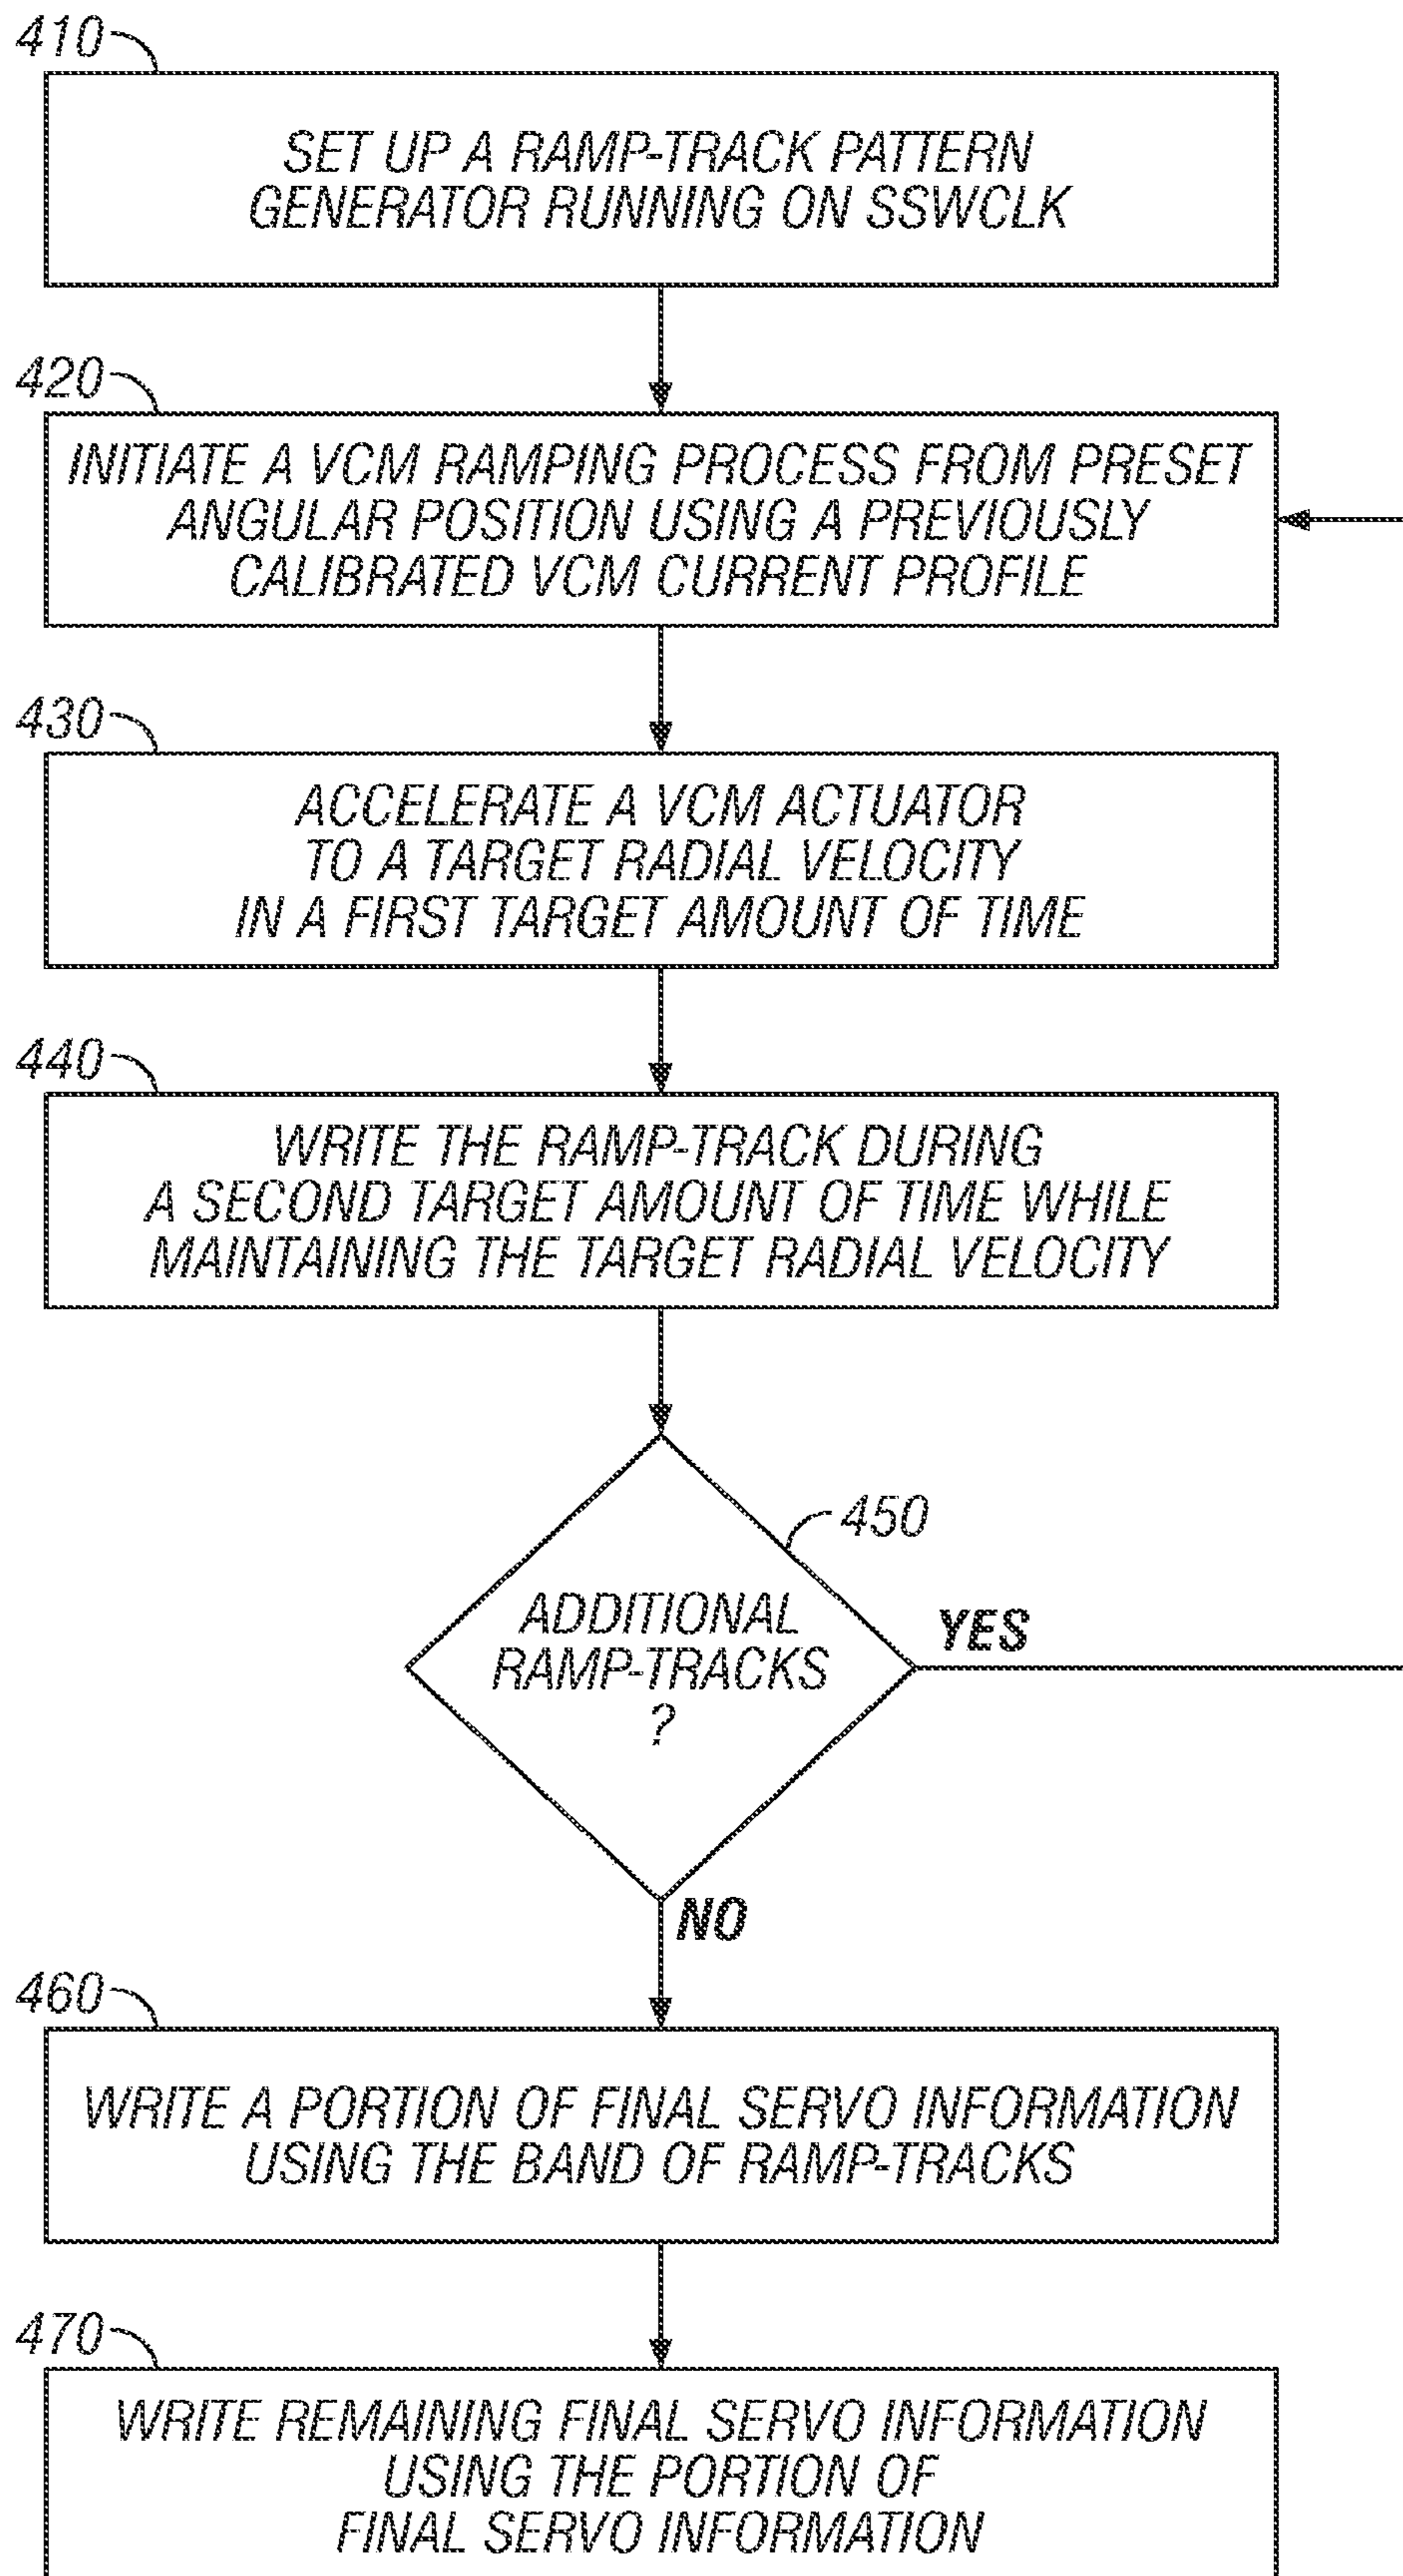 410
SET UP A RAMP-TRACK PATTERN
GENERATOR RUNNING ON SSWCLK
420
INITIATE A VCM RAMPING PROCESS FROM PRESET
ANGULAR POSITION USING A PREVIOUSLY
CALIBRATED VCM CURRENT PROFILE
430
ACCELERATE A VCM ACTUATOR
TO A TARGET RADIAL VELOCITY
IN A FIRST TARGET AMOUNT OF TIME
440
WRITE THE RAMP-TRACK DURING
A SECOND TARGET AMOUNT OF TIME WHILE
MAINTAINING THE TARGET RADIAL VELOCITY
450
ADDITIONAL
RAMP-TRACKS
?
YES
NO
460
WRITE A PORTION OF FINAL SERVO INFORMATION
USING THE BAND OF RAMP-TRACKS
470
WRITE REMAINING FINAL SERVO INFORMATION
USING THE PORTION OF
FINAL SERVO INFORMATION